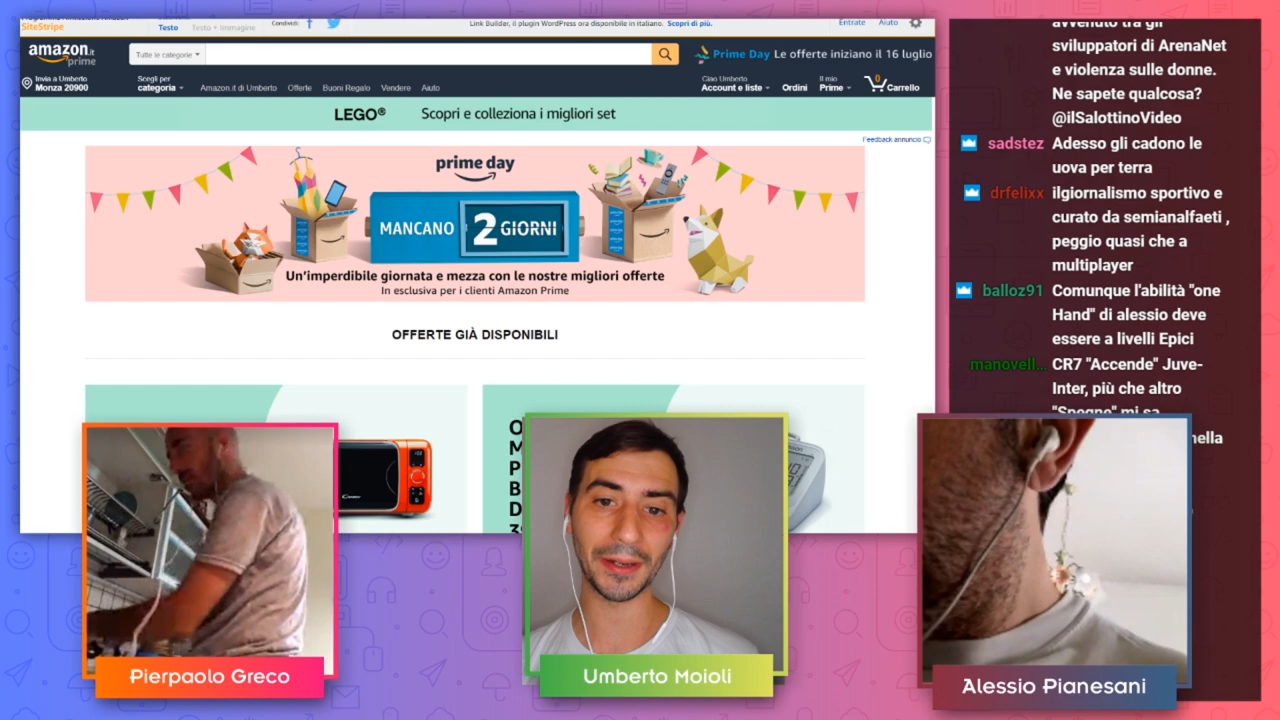 SiteStripe
Testo
Testo + Immagine
Condividi
Link Builder, il plugin WordPress ora disponibile in italiano. Scopri di più.
Entrate
Aiuto
amazon.it
prime
Tutte le categorie
Prime Day Le offerte iniziano il 16 luglio
Invia a Umberto
Monza 20900
Scegli per
categoria
Amazon.it di Umberto
Offerte
Buoni Regalo
Vendere
Aiuto
Ciao Umberto
Account e liste
Ordini
Il mio
Prime
0
Carrello
LEGO® Scopri e colleziona i migliori set
Feedback annuncio
prime day
MANCANO 2 GIORNI
Un'imperdibile giornata e mezza con le nostre migliori offerte
In esclusiva per i clienti Amazon Prime
OFFERTE GIÀ DISPONIBILI
O
M
P
B
D
avvenuto tra gli
sviluppatori di ArenaNet
e violenza sulle donne.
Ne sapete qualcosa?
@ilSalottinoVideo
sadstez Adesso gli cadono le
uova per terra
drfelixx ilgiornalismo sportivo e
curato da semianalfaeti ,
peggio quasi che a
multiplayer
balloz91 Comunque l'abilità "one
Hand" di alessio deve
essere a livelli Epici
manovell... CR7 "Accende" Juve-
Inter, più che altro
"Spegne" mi sa
nella
Pierpaolo Greco
Umberto Moioli
Alessio Pianesani